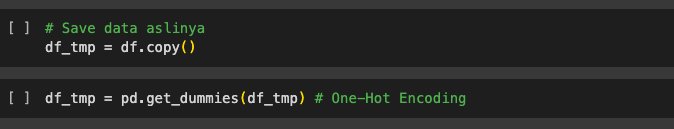 [ ] # Save data aslinya
df_tmp = df.copy()
[ ] df_tmp = pd.get_dummies(df_tmp) # One-Hot Encoding